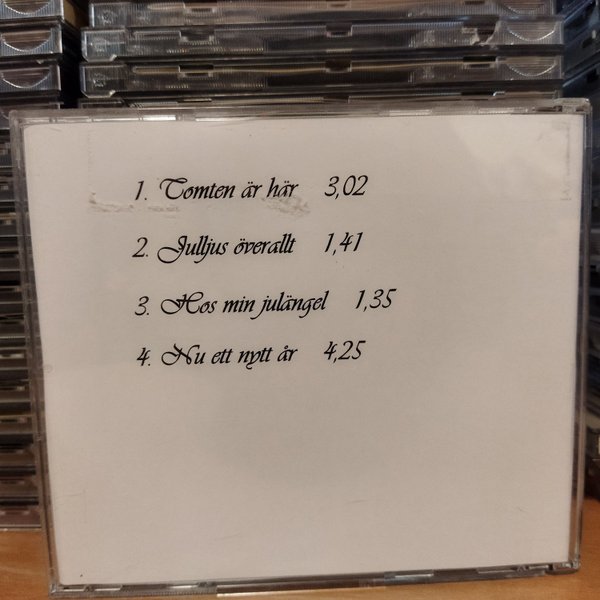 1. Tomten är här 3,02
2. Julljus överallt 1,41
3. Hos min julängel 1,35
4. Nu ett nytt år 4,25